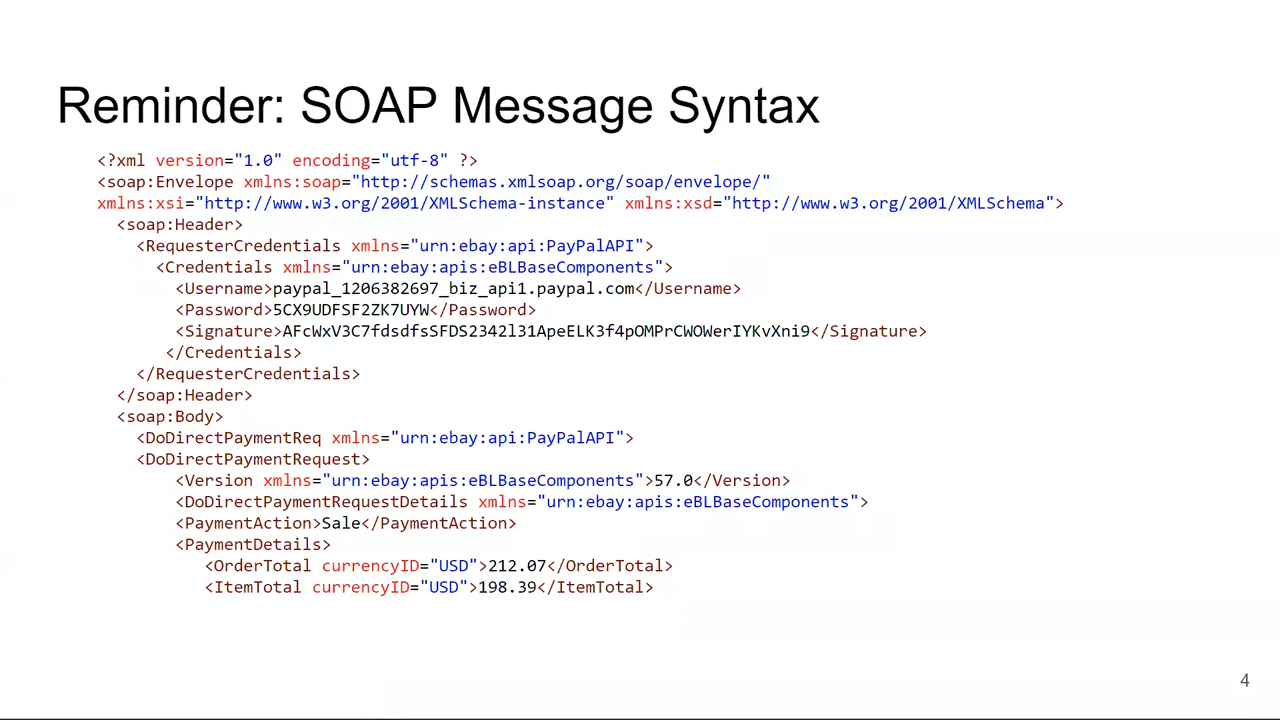 Reminder: SOAP Message Syntax
<?xml version="1.0" encoding="utf-8" ?>
<soap:Envelope xmlns:soap="http://schemas.xmlsoap.org/soap/envelope/"
xmlns:xsi="http://www.w3.org/2001/XMLSchema-instance" xmlns:xsd="http://www.w3.org/2001/XMLSchema">
<soap:Header>
<RequesterCredentials xmlns="urn:ebay:api:PayPalAPI">
<Credentials xmlns="urn:ebay:apis:eBLBaseComponents">
<Username>paypal_1206382697_biz_api1.paypal.com</Username>
<Password>5CX9UDFSF2ZK7UYW</Password>
<Signature>AFcWxV3C7fdsdfsSFDS2342l31ApeELK3f4pOMPrCWOWerIYKvXni9</Signature>
</Credentials>
</RequesterCredentials>
</soap:Header>
<soap:Body>
<DoDirectPaymentReq xmlns="urn:ebay:api:PayPalAPI">
<DoDirectPaymentRequest>
<Version xmlns="urn:ebay:apis:eBLBaseComponents">57.0</Version>
<DoDirectPaymentRequestDetails xmlns="urn:ebay:apis:eBLBaseComponents">
<PaymentAction>Sale</PaymentAction>
<PaymentDetails>
<OrderTotal currencyID="USD">212.07</OrderTotal>
<ItemTotal currencyID="USD">198.39</ItemTotal>
4